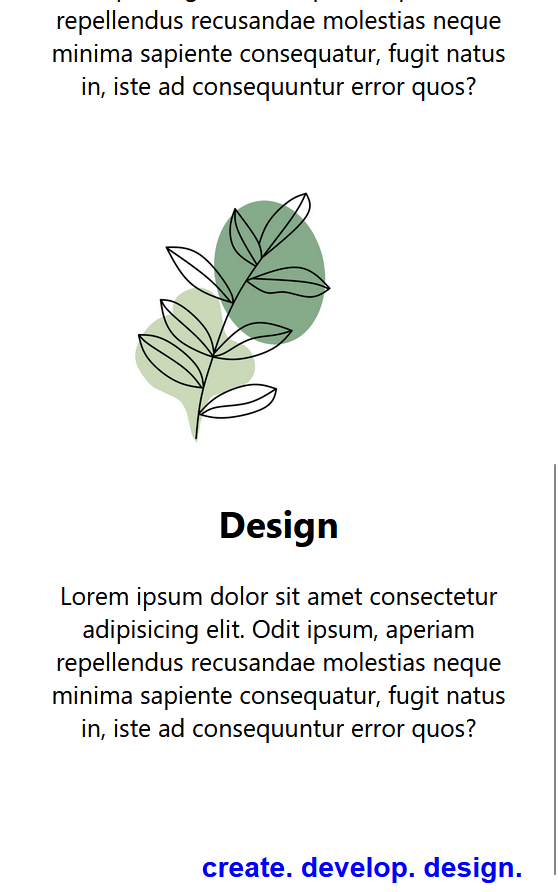 repellendus recusandae molestias neque
minima sapiente consequatur, fugit natus
in, iste ad consequuntur error quos?
Design
Lorem ipsum dolor sit amet consectetur
adipisicing elit. Odit ipsum, aperiam
repellendus recusandae molestias neque
minima sapiente consequatur, fugit natus
in, iste ad consequuntur error quos?
create. develop. design.